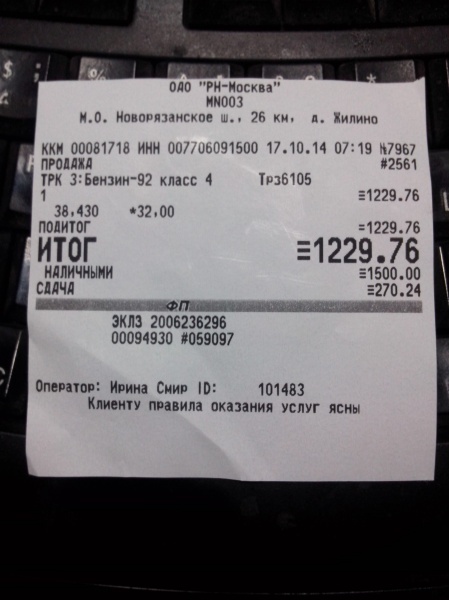 ОАО "РН-Москва"
MN003
М.О. Новорязанское ш., 26 км, д. Жилино
ККМ 00081718 ИНН 007706091500 17.10.14 07:19 №7967
ПРОДАЖА #2561
ТРК 3:Бензин-92 класс 4 Трз6105
1 ≡1229.76
38,430 *32,00
ПОДИТОГ =1229.76
ИТОГ ≡1229.76
НАЛИЧНЫМИ ≡1500.00
СДАЧА ≡270.24
ФП
ЭКЛЗ 2006236296
00094930 #059097
Оператор: Ирина Смир ID: 101483
Клиенту правила оказания услуг ясны